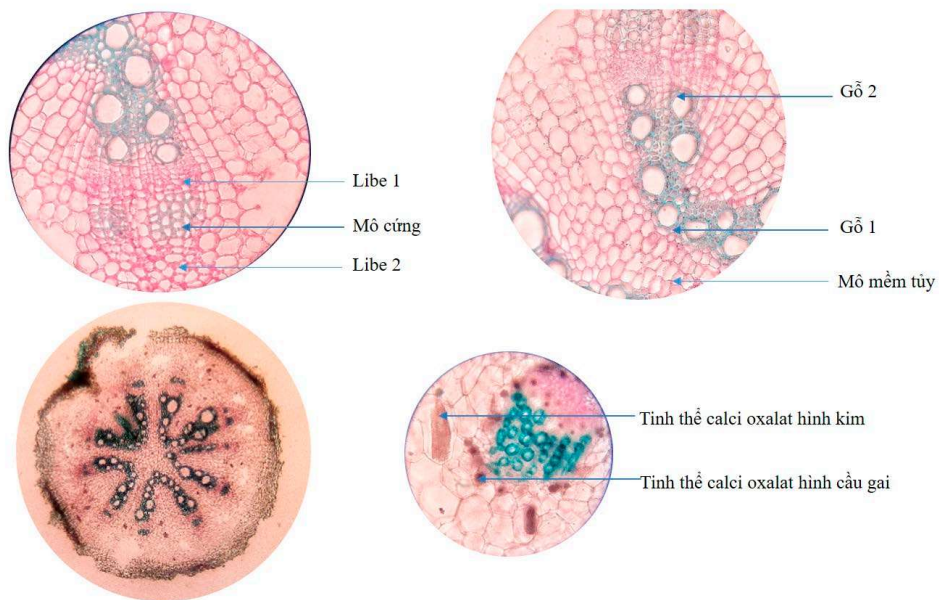 Libe 1
Mô cứng
Libe 2
Gỗ 2
Gỗ 1
Mô mềm tủy
Tinh thể calci oxalat hình kim
Tinh thể calci oxalat hình cầu gai